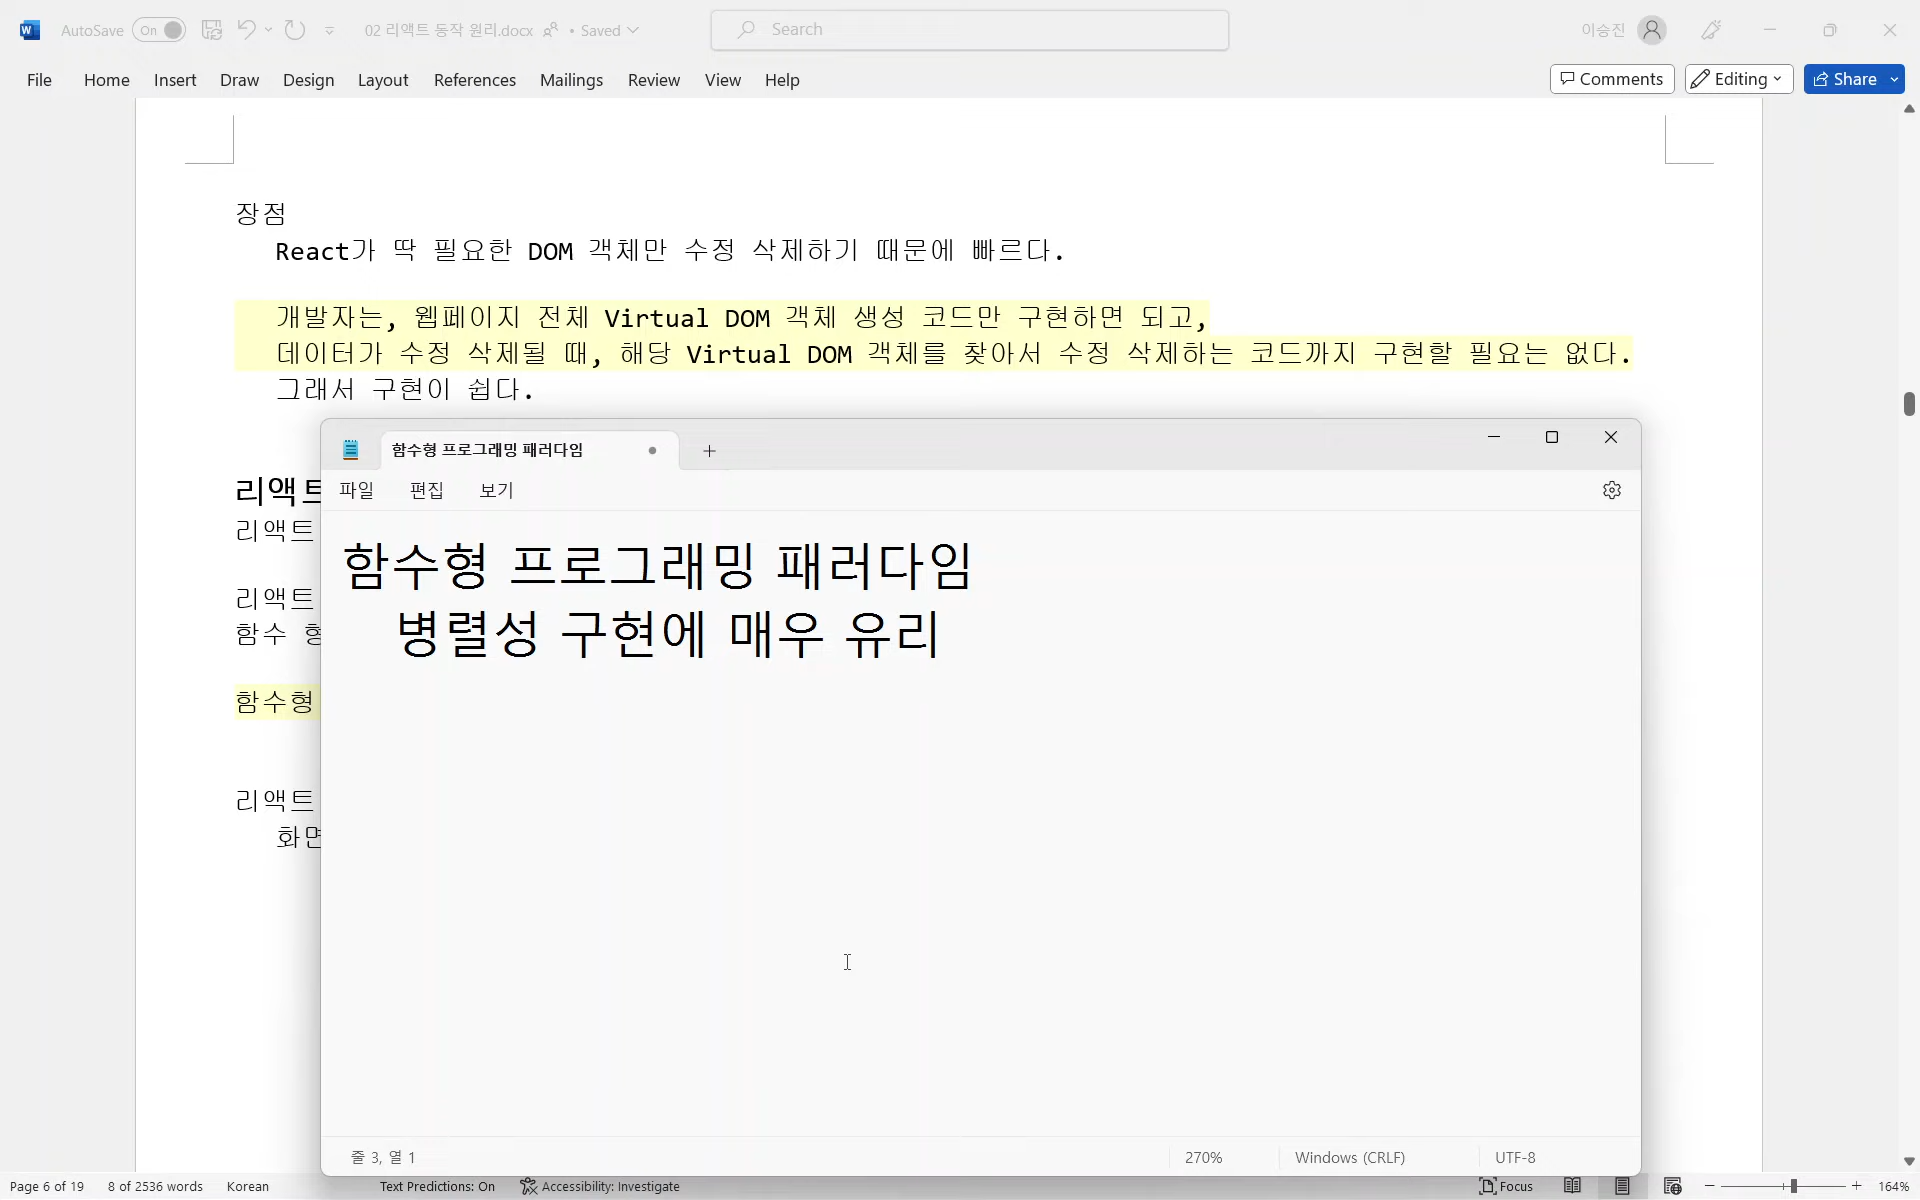 AutoSave On 02 리액트 동작 원리.docx • Saved Search 이승진
File Home Insert Draw Design Layout References Mailings Review View Help Comments Editing Share
장점
React가 딱 필요한 DOM 객체만 수정 삭제하기 때문에 빠르다.
개발자는, 웹페이지 전체 Virtual DOM 객체 생성 코드만 구현하면 되고,
데이터가 수정 삭제될 때, 해당 Virtual DOM 객체를 찾아서 수정 삭제하는 코드까지 구현할 필요는 없다.
그래서 구현이 쉽다.
리액트
리액트
리액트
함수 형
함수형
리액트
화면
함수형 프로그래밍 패러다임
파일 편집 보기
함수형 프로그래밍 패러다임
병렬성 구현에 매우 유리
줄 3, 열 1 270% Windows (CRLF) UTF-8
Page 6 of 19 8 of 2536 words Korean Text Predictions: On Accessibility: Investigate Focus 164%